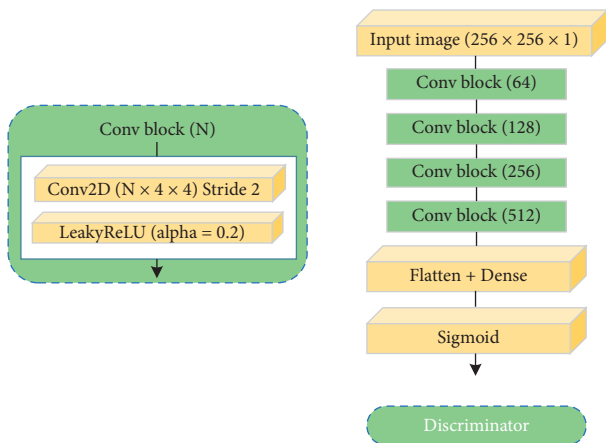 Conv block (N)
Conv2D (N × 4 × 4) Stride 2
LeakyReLU (alpha = 0.2)
Input image (256 × 256 × 1)
Conv block (64)
Conv block (128)
Conv block (256)
Conv block (512)
Flatten + Dense
Sigmoid
Discriminator